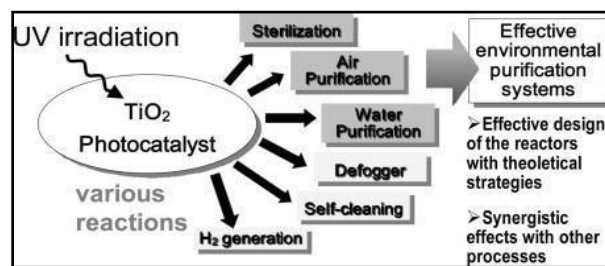 UV irradiation
TiO₂
Photocatalyst
various
reactions
Sterilization
Air
Purification
Water
Purification
Defogger
Self-cleaning
H₂ generation
Effective
environmental
purification
systems
➢Effective design
of the reactors
with theoletical
strategies
➢Synergistic
effects with other
processes